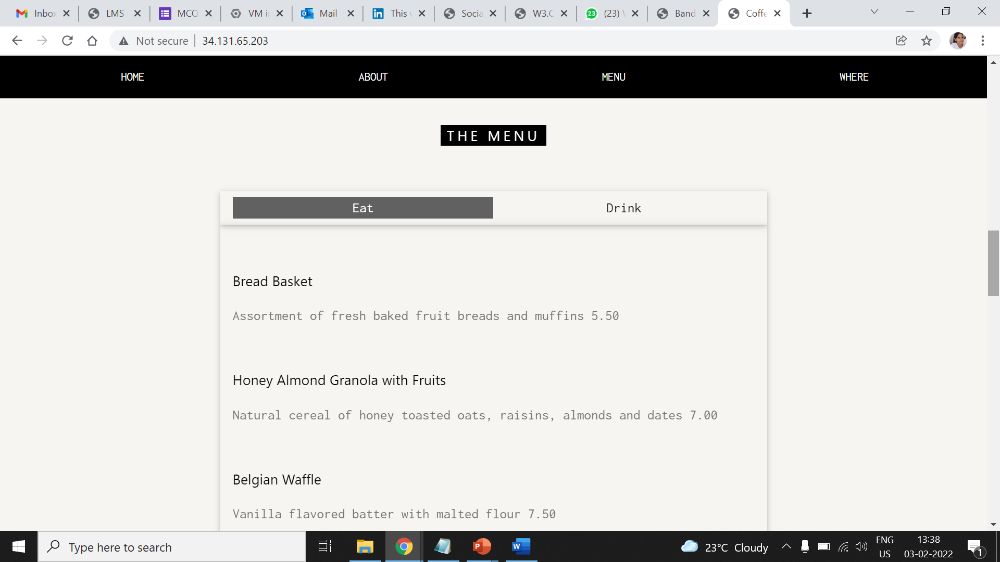 Inbox LMS MCQ VM in Mail This Socia W3.C 23 (23) Band Coffe
Not secure 34.131.65.203
HOME ABOUT MENU WHERE
THE MENU
Eat Drink
Bread Basket
Assortment of fresh baked fruit breads and muffins 5.50
Honey Almond Granola with Fruits
Natural cereal of honey toasted oats, raisins, almonds and dates 7.00
Belgian Waffle
Vanilla flavored batter with malted flour 7.50
Type here to search
23°C Cloudy
ENG
US
13:38
03-02-2022
1